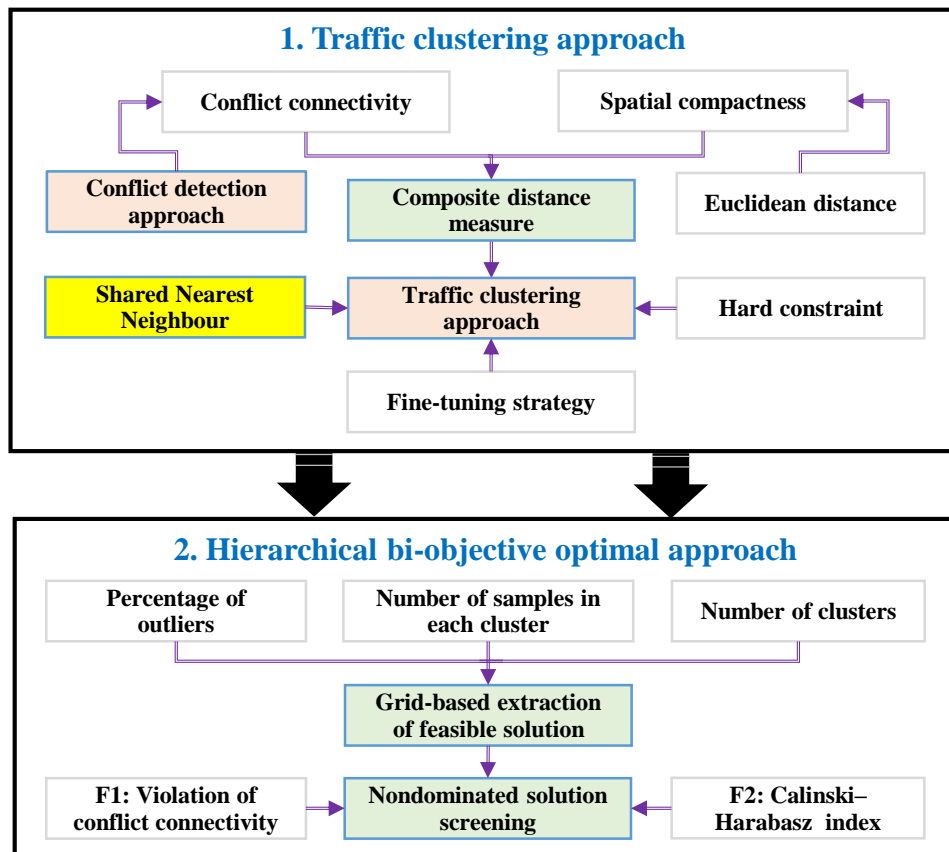 1. Traffic clustering approach
Conflict connectivity
Spatial compactness
Conflict detection
approach
Composite distance
measure
Euclidean distance
Shared Nearest
Neighbour
Traffic clustering
approach
Hard constraint
Fine-tuning strategy
2. Hierarchical bi-objective optimal approach
Percentage of
outliers
Number of samples in
each cluster
Number of clusters
Grid-based extraction
of feasible solution
F1: Violation of
conflict connectivity
Nondominated solution
screening
F2: Calinski–
Harabasz index